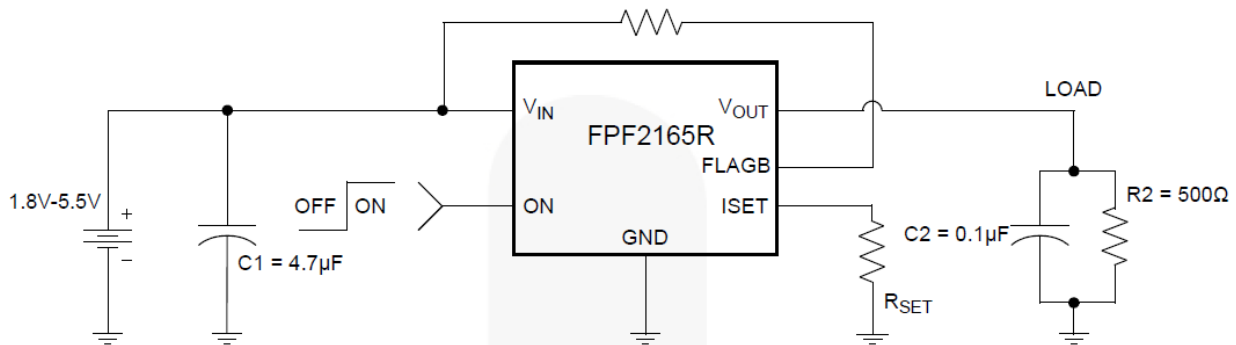 LOAD
VIN
VOUT
FPF2165R
FLAGB
1.8V-5.5V
+
-
OFF
ON
ON
ISET
R2 = 500Ω
C2 = 0.1µF
GND
C1 = 4.7µF
RSET